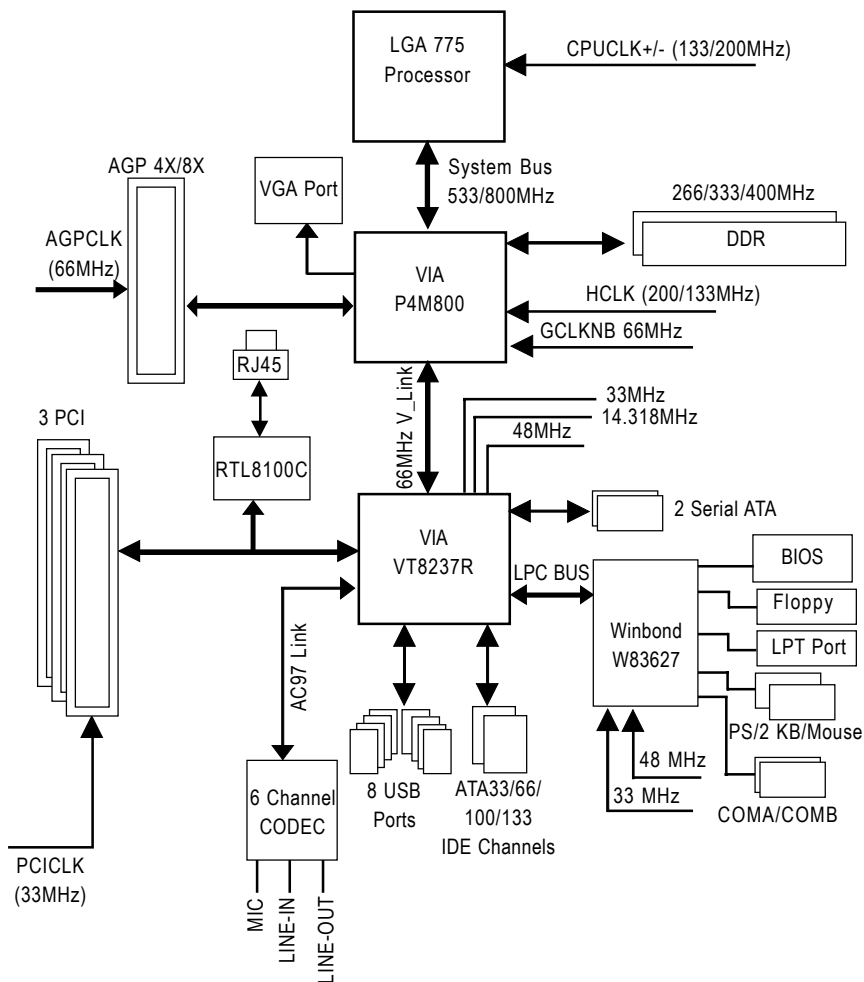 LGA 775
Processor
CPUCLK+/- (133/200MHz)
AGP 4X/8X
VGA Port
System Bus
533/800MHz
266/333/400MHz
DDR
AGPCLK
(66MHz)
VIA
P4M800
HCLK (200/133MHz)
GCLKNB 66MHz
RJ45
66MHz V_Link
33MHz
14.318MHz
48MHz
3 PCI
RTL8100C
VIA
VT8237R
2 Serial ATA
LPC BUS
BIOS
Floppy
LPT Port
Winbond
W83627
PS/2 KB/Mouse
AC97 Link
48 MHz
33 MHz
COMA/COMB
6 Channel
CODEC
8 USB
Ports
ATA33/66/
100/133
IDE Channels
PCICLK
(33MHz)
MIC
LINE-IN
LINE-OUT